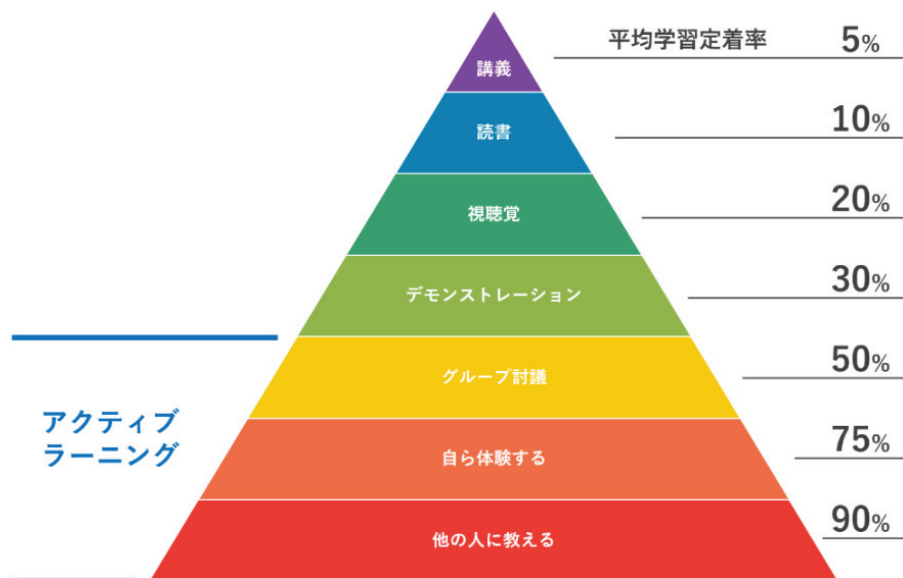 平均学習定着率 5%
講義
10%
読書
20%
視聴覚
30%
デモンストレーション
50%
グループ討議
アクティブ
ラーニング
75%
自ら体験する
90%
他の人に教える